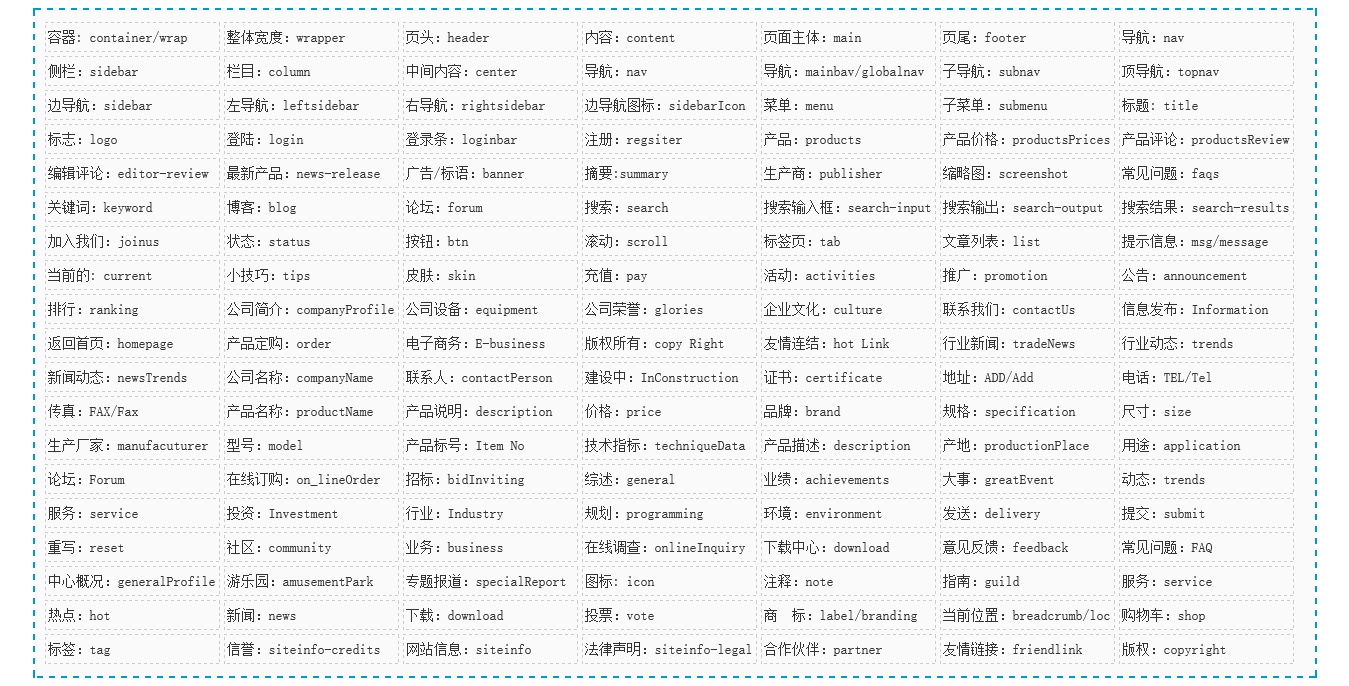 容器: container/wrap 整体宽度：wrapper 页头：header 内容：content 页面主体：main 页尾：footer 导航：nav
侧栏：sidebar 栏目：column 中间内容：center 导航：nav 导航：mainbav/globalnav 子导航：subnav 顶导航：topnav
边导航：sidebar 左导航：leftsidebar 右导航：rightsidebar 边导航图标：sidebarIcon 菜单：menu 子菜单：submenu 标题: title
标志：logo 登陆：login 登录条：loginbar 注册：regsiter 产品：products 产品价格：productsPrices 产品评论：productsReview
编辑评论：editor-review 最新产品：news-release 广告/标语：banner 摘要:summary 生产商：publisher 缩略图：screenshot 常见问题：faqs
关键词：keyword 博客：blog 论坛：forum 搜索：search 搜索输入框：search-input 搜索输出：search-output 搜索结果：search-results
加入我们：joinus 状态：status 按钮：btn 滚动：scroll 标签页：tab 文章列表：list 提示信息：msg/message
当前的: current 小技巧：tips 皮肤：skin 充值：pay 活动：activities 推广：promotion 公告：announcement
排行：ranking 公司简介：companyProfile 公司设备：equipment 公司荣誉：glories 企业文化：culture 联系我们：contactUs 信息发布：Information
返回首页：homepage 产品定购：order 电子商务：E-business 版权所有：copy Right 友情连结：hot Link 行业新闻：tradeNews 行业动态：trends
新闻动态：newsTrends 公司名称：companyName 联系人：contactPerson 建设中：InConstruction 证书：certificate 地址：ADD/Add 电话：TEL/Tel
传真：FAX/Fax 产品名称：productName 产品说明：description 价格：price 品牌：brand 规格：specification 尺寸：size
生产厂家：manufacuturer 型号：model 产品标号：Item No 技术指标：techniqueData 产品描述：description 产地：productionPlace 用途：application
论坛：Forum 在线订购：on_lineOrder 招标：bidInviting 综述：general 业绩：achievements 大事：greatEvent 动态：trends
服务：service 投资：Investment 行业：Industry 规划：programming 环境：environment 发送：delivery 提交：submit
重写：reset 社区：community 业务：business 在线调查：onlineInquiry 下载中心：download 意见反馈：feedback 常见问题：FAQ
中心概况：generalProfile 游乐园：amusementPark 专题报道：specialReport 图标: icon 注释：note 指南：guild 服务：service
热点：hot 新闻：news 下载：download 投票：vote 商　标：label/branding 当前位置：breadcrumb/loc 购物车：shop
标签：tag 信誉：siteinfo-credits 网站信息：siteinfo 法律声明：siteinfo-legal 合作伙伴：partner 友情链接：friendlink 版权：copyright